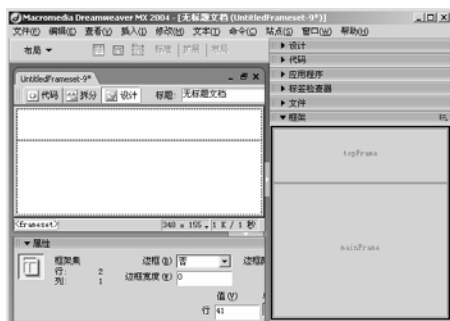 Macromedia Dreamweaver MX 2004 - [无标题文档 (UntitledFrameset-9*)]
文件(F) 编辑(E) 查看(V) 插入(I) 修改(M) 文本(T) 命令(C) 站点(S) 窗口(W) 帮助(H)
布局 标准 扩展 布局
UntitledFrameset-9*
代码 拆分 设计 标题: 无标题文档
<frameset> 348 x 155 1 K / 1 秒
属性
框架集 边框(B) 否 边框
行: 2 边框宽度(R) 0
列: 1
值(V)
行 41
设计
代码
应用程序
标签检查器
文件
框架
topFrame
mainFrame